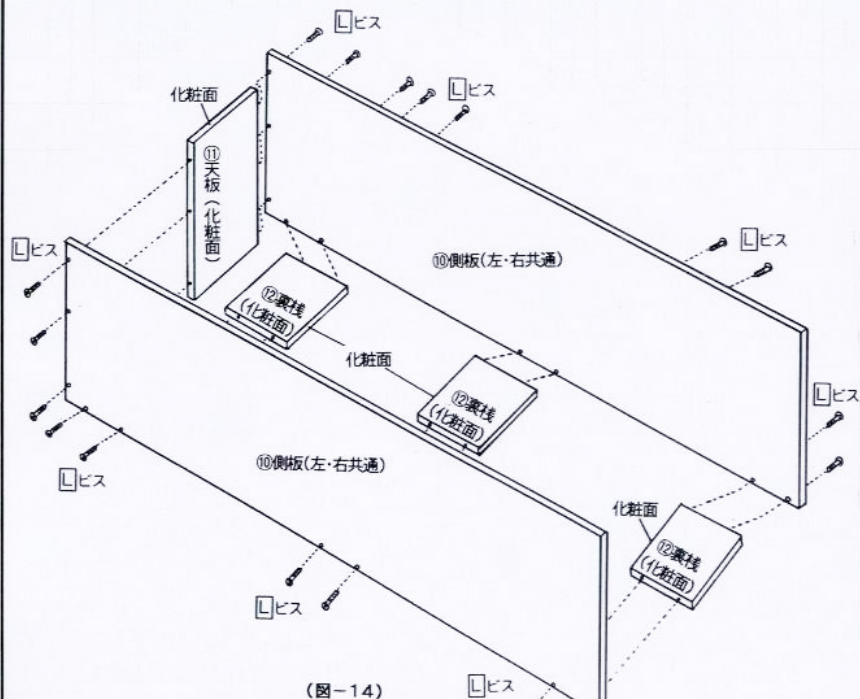 Lビス
化粧面
Lビス
⑪天板(化粧面)
Lビス
Lビス
⑩側板(左・右共通)
⑫裏桟
(化粧面)
化粧面
Lビス
⑫裏桟
(化粧面)
⑩側板(左・右共通)
Lビス
化粧面
⑫裏桟
(化粧面)
Lビス
Lビス
(図-14)